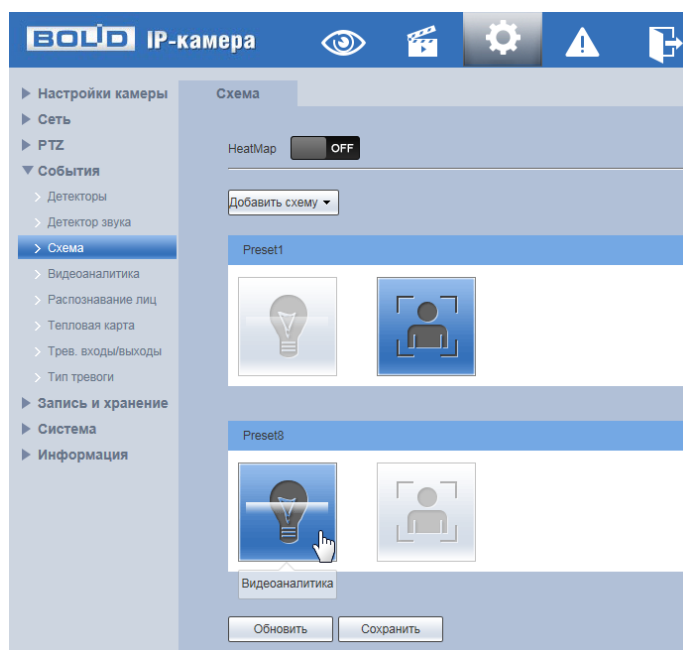 BOLID IP-камера
Настройки камеры
Сеть
PTZ
События
Детекторы
Детектор звука
Схема
Видеоаналитика
Распознавание лиц
Тепловая карта
Трев. входы/выходы
Тип тревоги
Запись и хранение
Система
Информация
Схема
HeatMap OFF
Добавить схему
Preset1
Preset8
Видеоаналитика
Обновить Сохранить